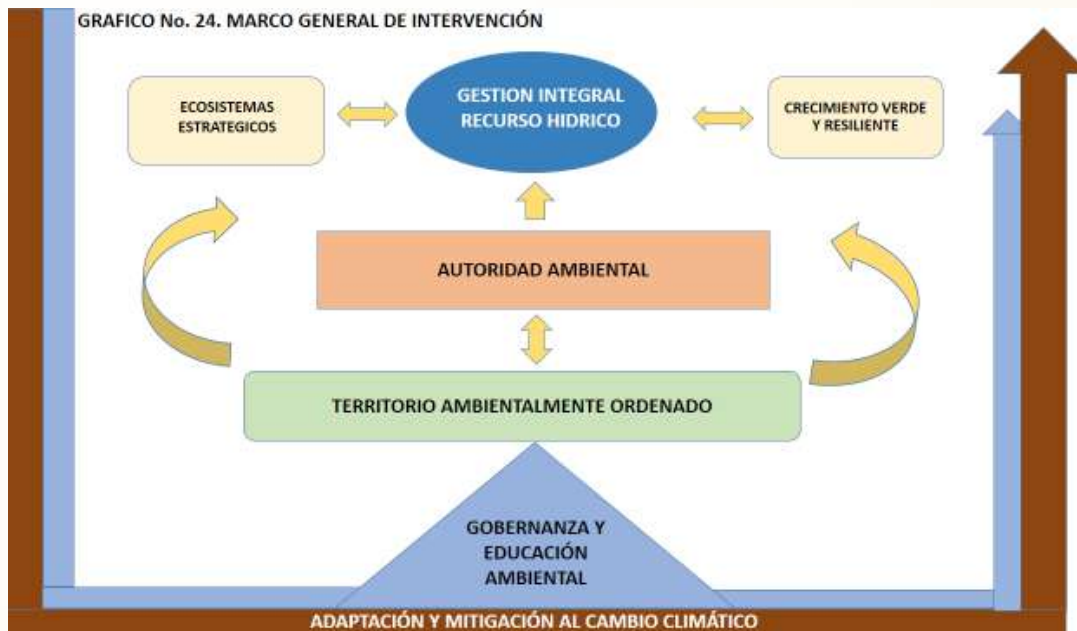 GRAFICO No. 24. MARCO GENERAL DE INTERVENCIÓN
ECOSISTEMAS
ESTRATEGICOS
GESTION INTEGRAL
RECURSO HIDRICO
CRECIMIENTO VERDE
Y RESILIENTE
AUTORIDAD AMBIENTAL
TERRITORIO AMBIENTALMENTE ORDENADO
GOBERNANZA Y
EDUCACIÓN
AMBIENTAL
ADAPTACIÓN Y MITIGACIÓN AL CAMBIO CLIMÁTICO